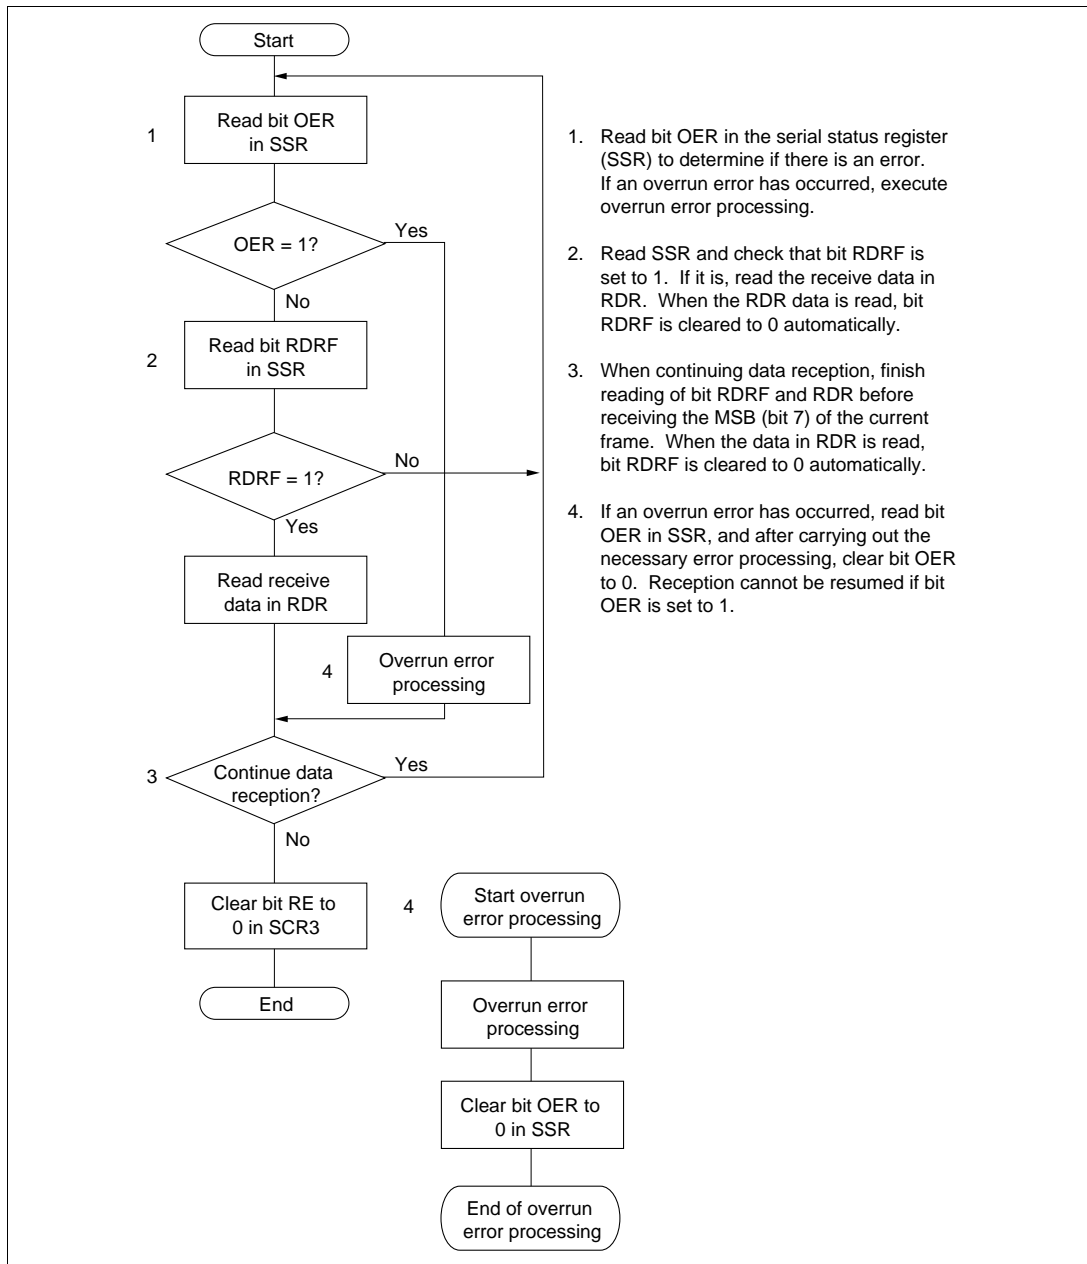 Start
1
Read bit OER
in SSR
OER = 1?
Yes
No
2
Read bit RDRF
in SSR
RDRF = 1?
No
Yes
Read receive
data in RDR
4
Overrun error
processing
3
Continue data
reception?
Yes
No
Clear bit RE to
0 in SCR3
End
4
Start overrun
error processing
Overrun error
processing
Clear bit OER to
0 in SSR
End of overrun
error processing
1. Read bit OER in the serial status register
(SSR) to determine if there is an error.
If an overrun error has occurred, execute
overrun error processing.
2. Read SSR and check that bit RDRF is
set to 1. If it is, read the receive data in
RDR. When the RDR data is read, bit
RDRF is cleared to 0 automatically.
3. When continuing data reception, finish
reading of bit RDRF and RDR before
receiving the MSB (bit 7) of the current
frame. When the data in RDR is read,
bit RDRF is cleared to 0 automatically.
4. If an overrun error has occurred, read bit
OER in SSR, and after carrying out the
necessary error processing, clear bit OER
to 0. Reception cannot be resumed if bit
OER is set to 1.